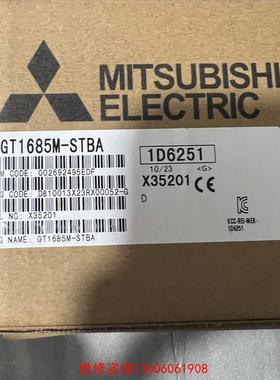 MITSUBISHI
ELECTRIC
GT1685M-STBA
1D6251
M CODE: 002692495EDF
10/23 <G>
G CODE: D810013X23RX00052-G
X35201 CE
L NO: X35201
D
KCC-REI-MEK-
1D6251
G NAME: GT1685M-STBA
维修咨询13606061908